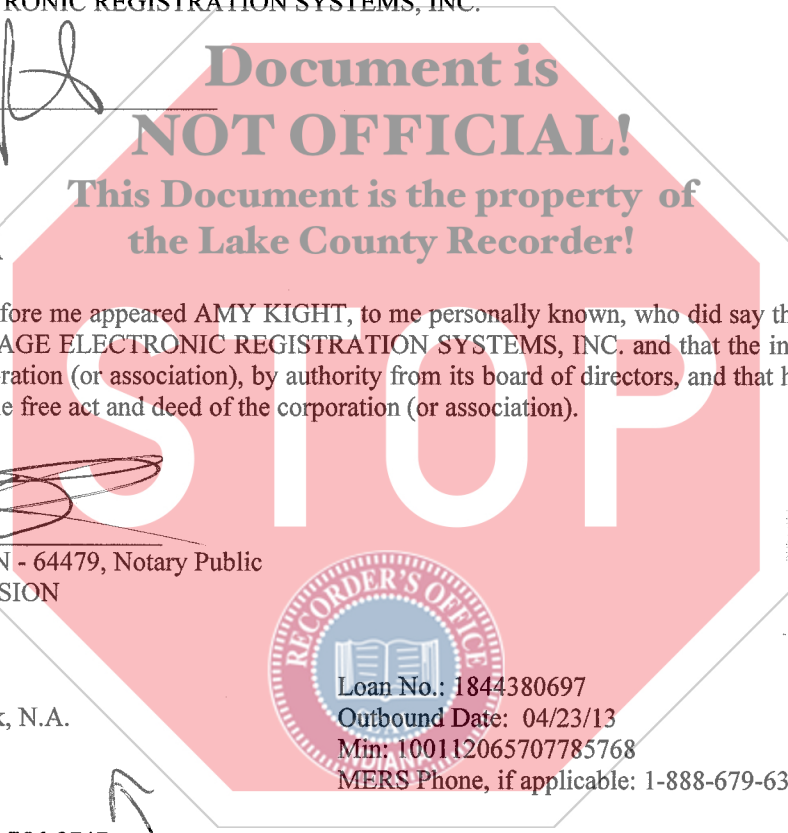 RONIC REGISTRATION SYSTEMS, INC.
Document is
NOT OFFICIAL!
This Document is the property of
the Lake County Recorder!
fore me appeared AMY KIGHT, to me personally known, who did say th
AGE ELECTRONIC REGISTRATION SYSTEMS, INC. and that the in
ration (or association), by authority from its board of directors, and that h
e free act and deed of the corporation (or association).
STOP
N - 64479, Notary Public
SION
RECORDER'S OFFICE
INDIANA
Loan No.: 1844380697
, N.A.
Outbound Date: 04/23/13
Min: 100112065707785768
MERS Phone, if applicable: 1-888-679-63